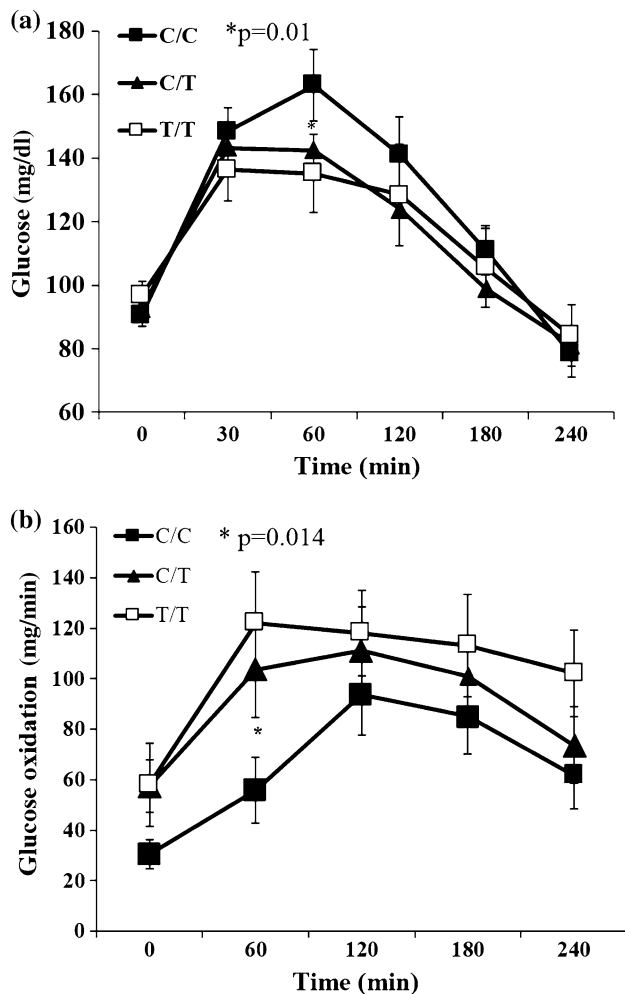 (a)
180
160
140
120
100
80
60
Glucose (mg/dl)
C/C
C/T
T/T
*p=0.01
*
0 30 60 120 180 240
Time (min)
(b)
160
140
120
100
80
60
40
20
0
Glucose oxidation (mg/min)
C/C
C/T
T/T
* p=0.014
*
0 60 120 180 240
Time (min)